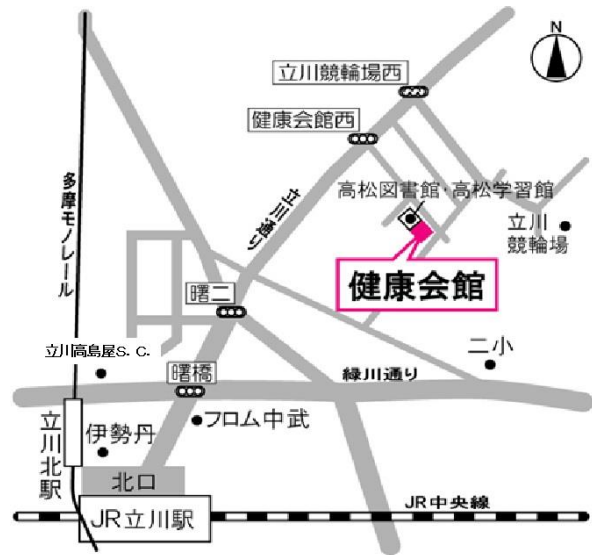 N
立川競輪場西
健康会館西
高松図書館・高松学習館
立川
競輪場
立川通り
多摩モノレール
健康会館
曙二
立川高島屋S.C.
二小
曙橋
緑川通り
フロム中武
伊勢丹
立川北駅
北口
JR中央線
JR立川駅